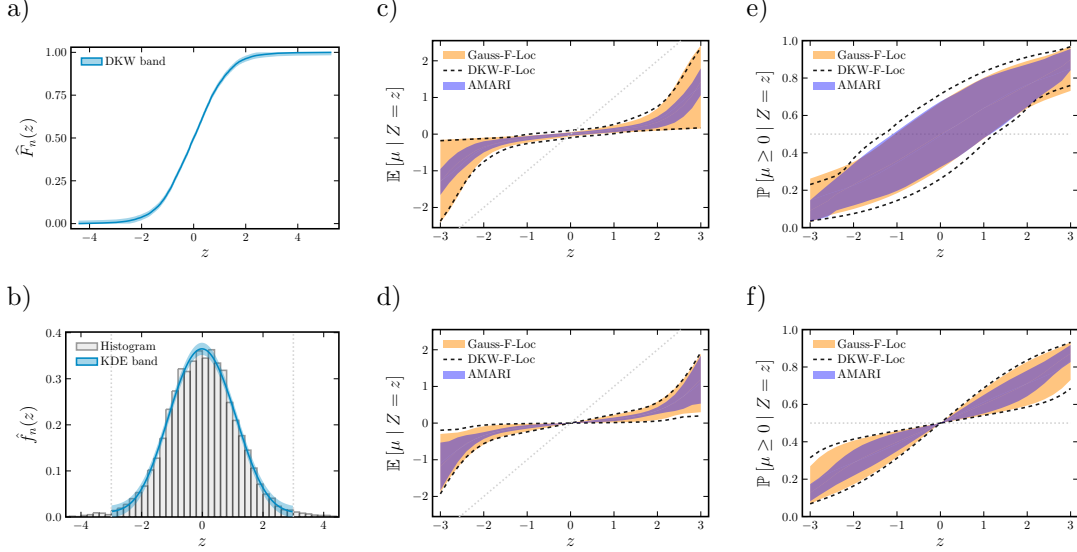 a)
DKW band
1.00
0.75
0.50
0.25
0.00
−4
−2
0
2
4
z
F̂n(z)
b)
Histogram
KDE band
0.4
0.3
0.2
0.1
0.0
−4
−2
0
2
4
z
f̂n(z)
c)
Gauss-F-Loc
DKW-F-Loc
AMARI
2
1
0
−1
−2
−3
−2
−1
0
1
2
3
z
𝔼 [μ | Z = z]
d)
Gauss-F-Loc
DKW-F-Loc
AMARI
2
1
0
−1
−2
−3
−2
−1
0
1
2
3
z
𝔼 [μ | Z = z]
e)
Gauss-F-Loc
DKW-F-Loc
AMARI
1.0
0.8
0.6
0.4
0.2
0.0
−3
−2
−1
0
1
2
3
z
ℙ [μ ≥ 0 | Z = z]
f)
Gauss-F-Loc
DKW-F-Loc
AMARI
1.0
0.8
0.6
0.4
0.2
0.0
−3
−2
−1
0
1
2
3
z
ℙ [μ ≥ 0 | Z = z]